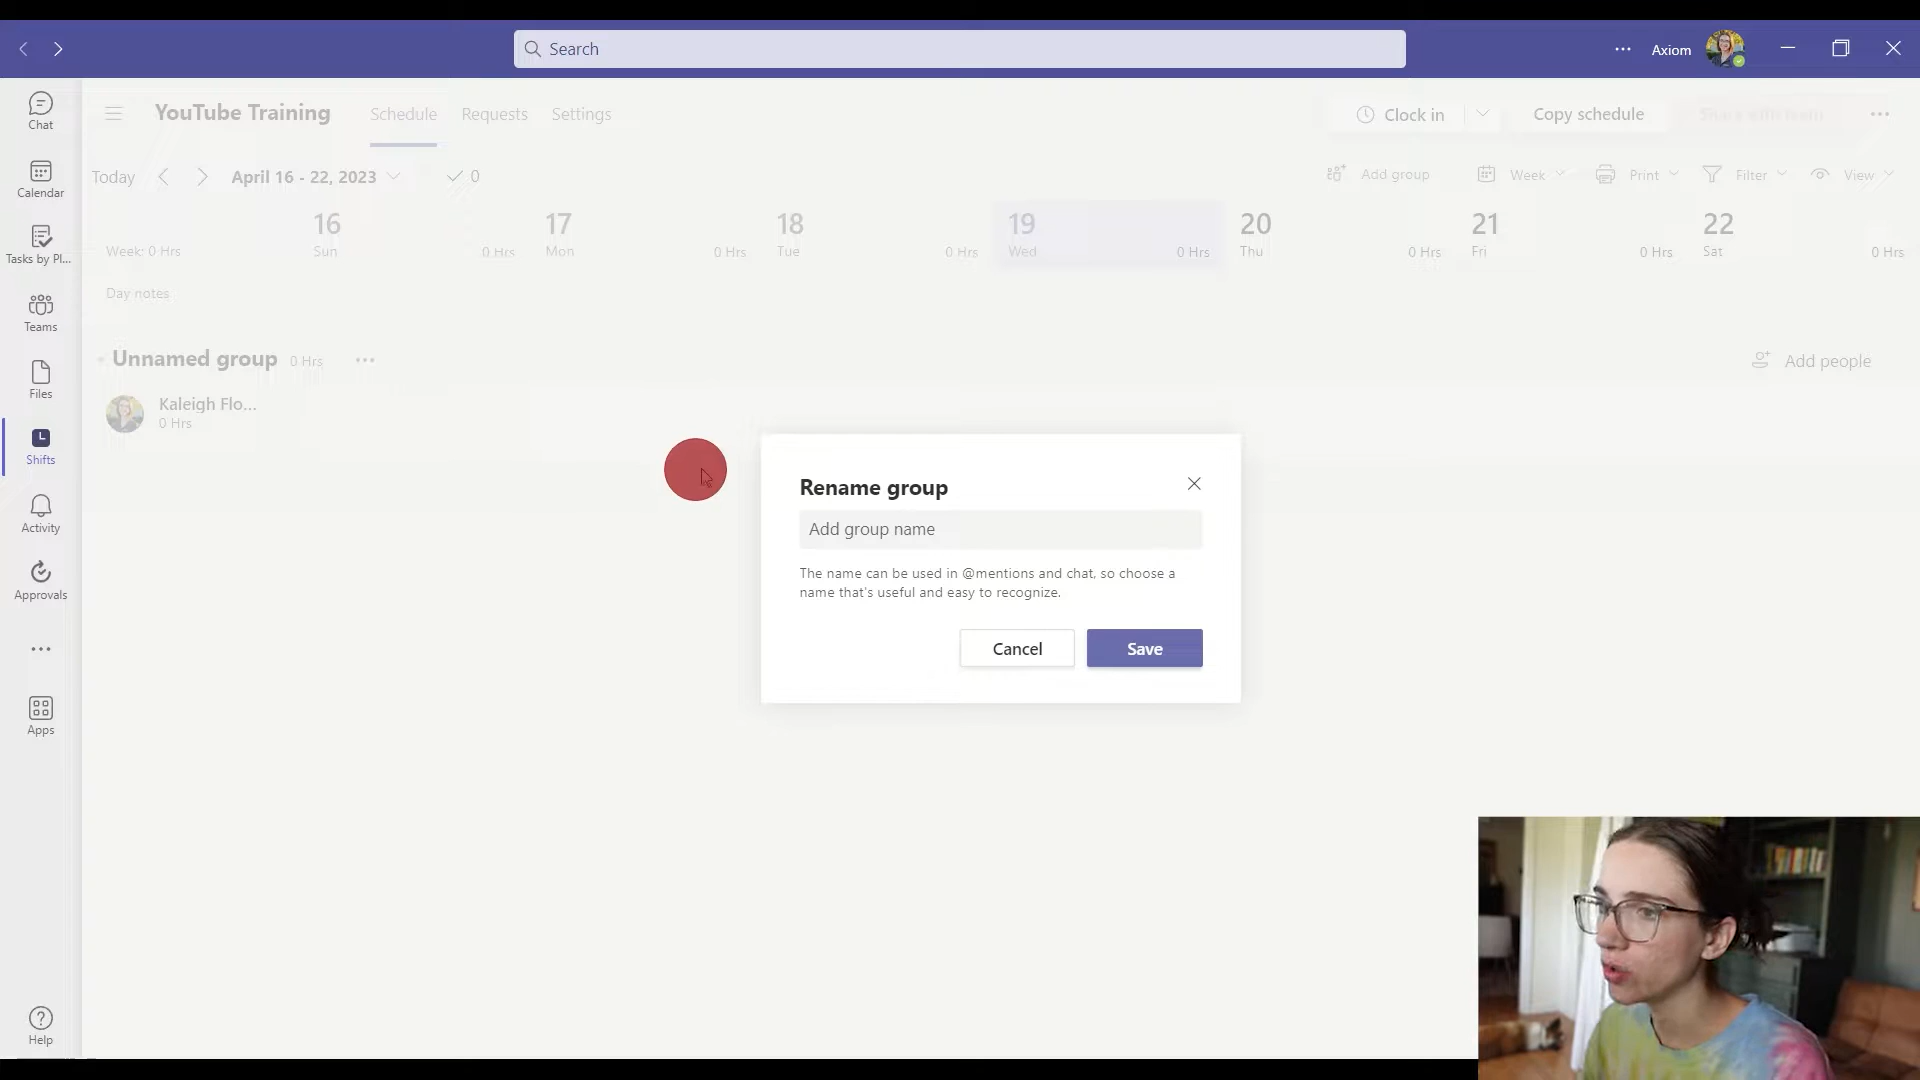 Search
Axiom
Chat
Calendar
Tasks by Pl...
Teams
Files
Shifts
Activity
Approvals
Apps
Help
YouTube Training
Schedule
Requests
Settings
Clock in
Copy schedule
Share with team
Today
April 16 - 22, 2023
0
Add group
Week
Print
Filter
View
Week: 0 Hrs
16
Sun
0 Hrs
17
Mon
0 Hrs
18
Tue
0 Hrs
19
Wed
0 Hrs
20
Thu
0 Hrs
21
Fri
0 Hrs
22
Sat
0 Hrs
Day notes
Unnamed group 0 Hrs
Add people
Kaleigh Flo...
0 Hrs
Rename group
Add group name
The name can be used in @mentions and chat, so choose a
name that's useful and easy to recognize.
Cancel
Save